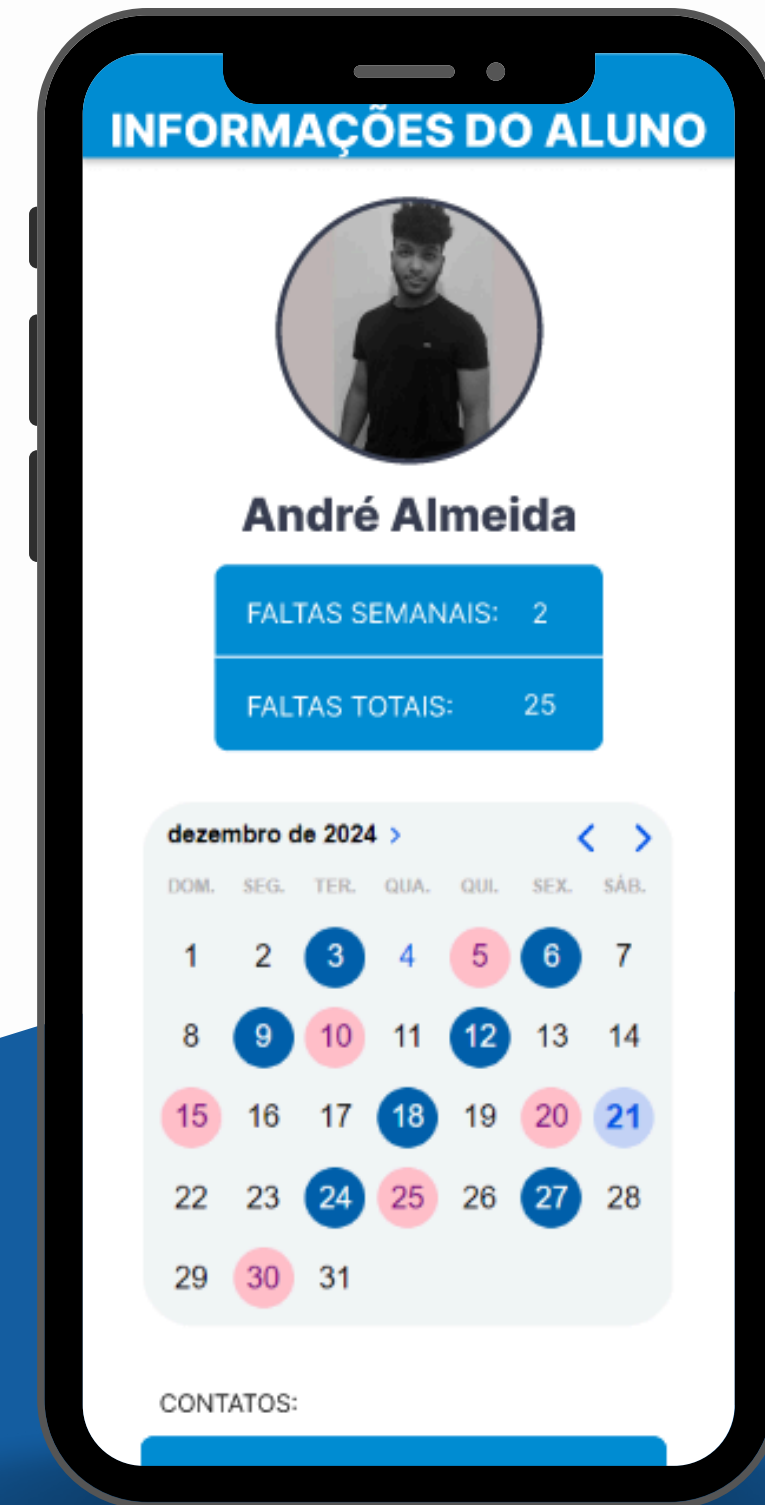 INFORMAÇÕES DO ALUNO
André Almeida
FALTAS SEMANAIS: 2
FALTAS TOTAIS: 25
dezembro de 2024 >
DOM. SEG. TER. QUA. QUI. SEX. SÁB.
1 2 3 4 5 6 7
8 9 10 11 12 13 14
15 16 17 18 19 20 21
22 23 24 25 26 27 28
29 30 31
CONTATOS: